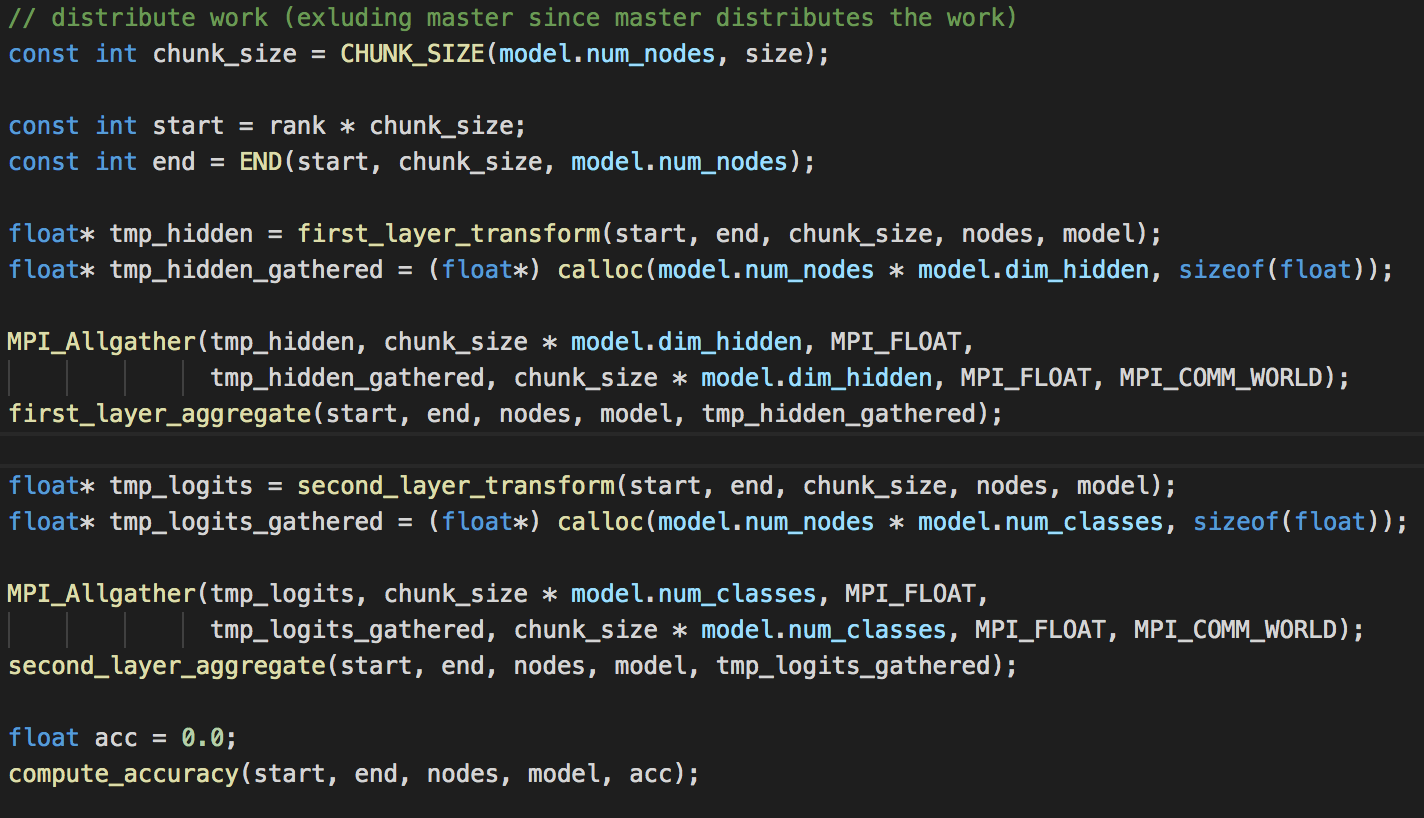 // distribute work (exluding master since master distributes the work)
const int chunk_size = CHUNK_SIZE(model.num_nodes, size);
const int start = rank * chunk_size;
const int end = END(start, chunk_size, model.num_nodes);
float* tmp_hidden = first_layer_transform(start, end, chunk_size, nodes, model);
float* tmp_hidden_gathered = (float*) calloc(model.num_nodes * model.dim_hidden, sizeof(float));
MPI_Allgather(tmp_hidden, chunk_size * model.dim_hidden, MPI_FLOAT,
tmp_hidden_gathered, chunk_size * model.dim_hidden, MPI_FLOAT, MPI_COMM_WORLD);
first_layer_aggregate(start, end, nodes, model, tmp_hidden_gathered);
float* tmp_logits = second_layer_transform(start, end, chunk_size, nodes, model);
float* tmp_logits_gathered = (float*) calloc(model.num_nodes * model.num_classes, sizeof(float));
MPI_Allgather(tmp_logits, chunk_size * model.num_classes, MPI_FLOAT,
tmp_logits_gathered, chunk_size * model.num_classes, MPI_FLOAT, MPI_COMM_WORLD);
second_layer_aggregate(start, end, nodes, model, tmp_logits_gathered);
float acc = 0.0;
compute_accuracy(start, end, nodes, model, acc);